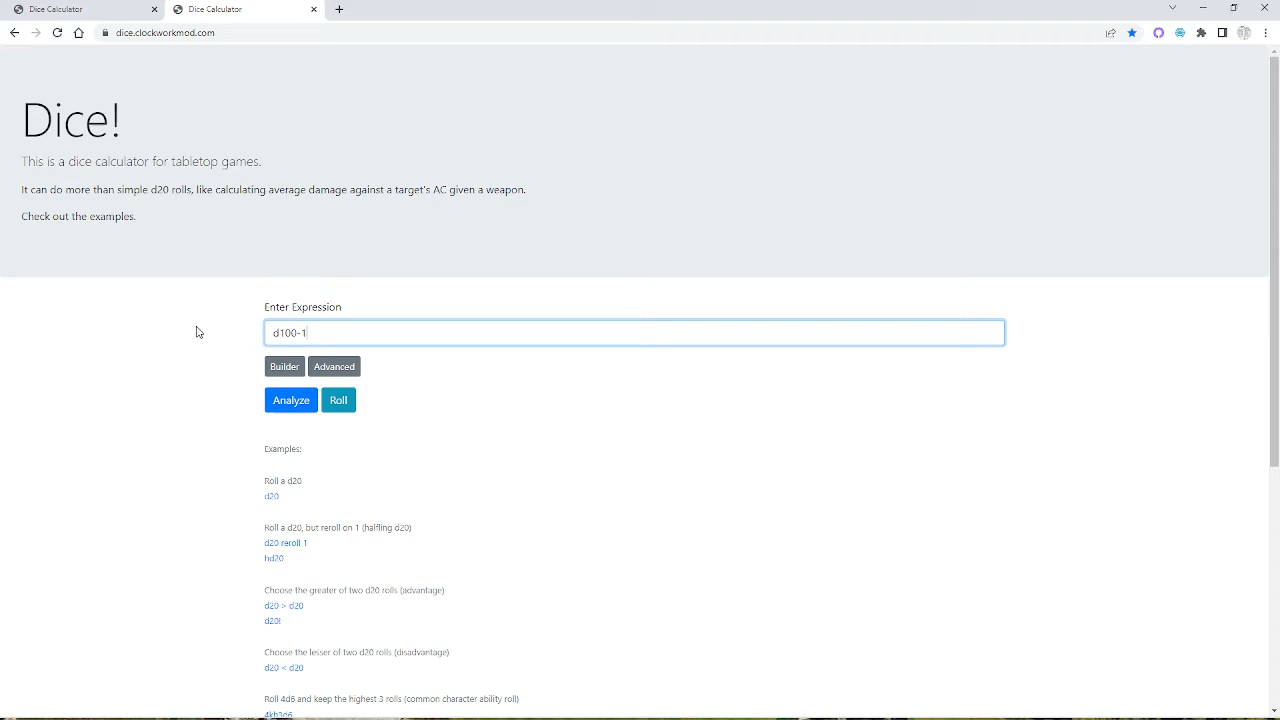 Dice Calculator
Dice Calculator
dice.clockworkmod.com
Dice!
This is a dice calculator for tabletop games.
It can do more than simple d20 rolls, like calculating average damage against a target's AC given a weapon.
Check out the examples.
Enter Expression
d100-1
Builder Advanced
Analyze Roll
Examples:
Roll a d20
d20
Roll a d20, but reroll on 1 (halfling d20)
d20 reroll 1
hd20
Choose the greater of two d20 rolls (advantage)
d20 > d20
d20!
Choose the lesser of two d20 rolls (disadvantage)
d20 < d20
Roll 4d6 and keep the highest 3 rolls (common character ability roll)
4kh3d6